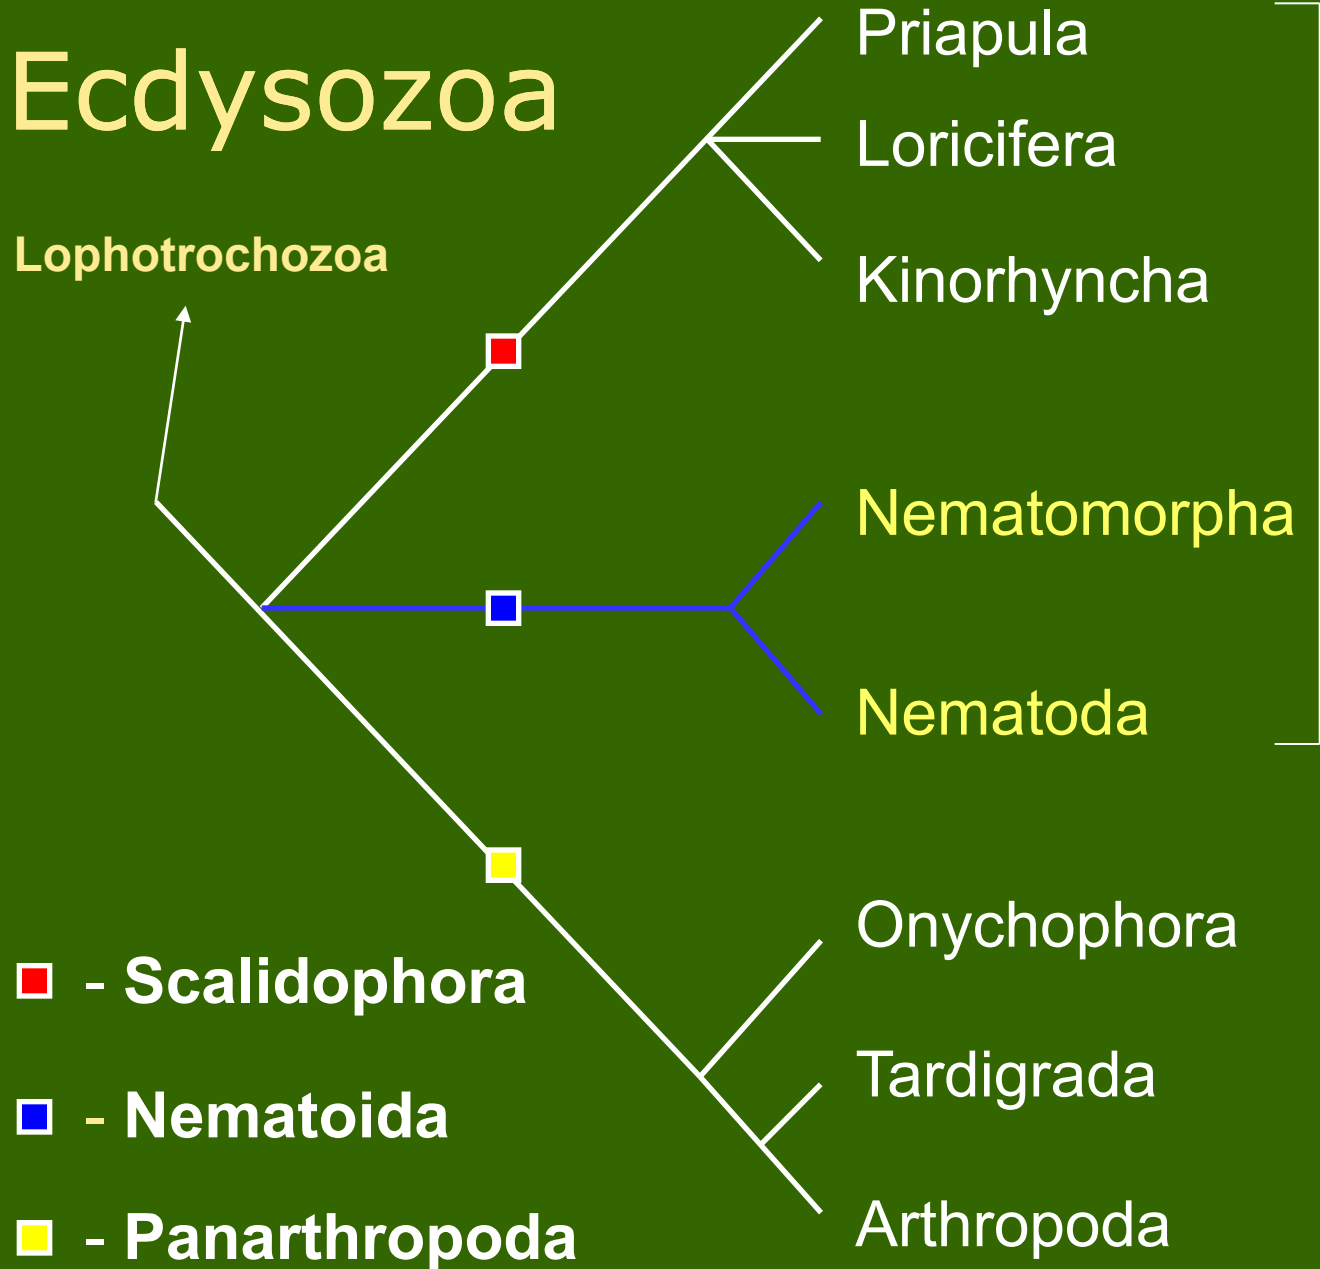 Ecdysozoa
Lophotrochozoa
Priapula
Loricifera
Kinorhyncha
Nematomorpha
Nematoda
Onychophora
Tardigrada
Arthropoda
- Scalidophora
- Nematoida
- Panarthropoda